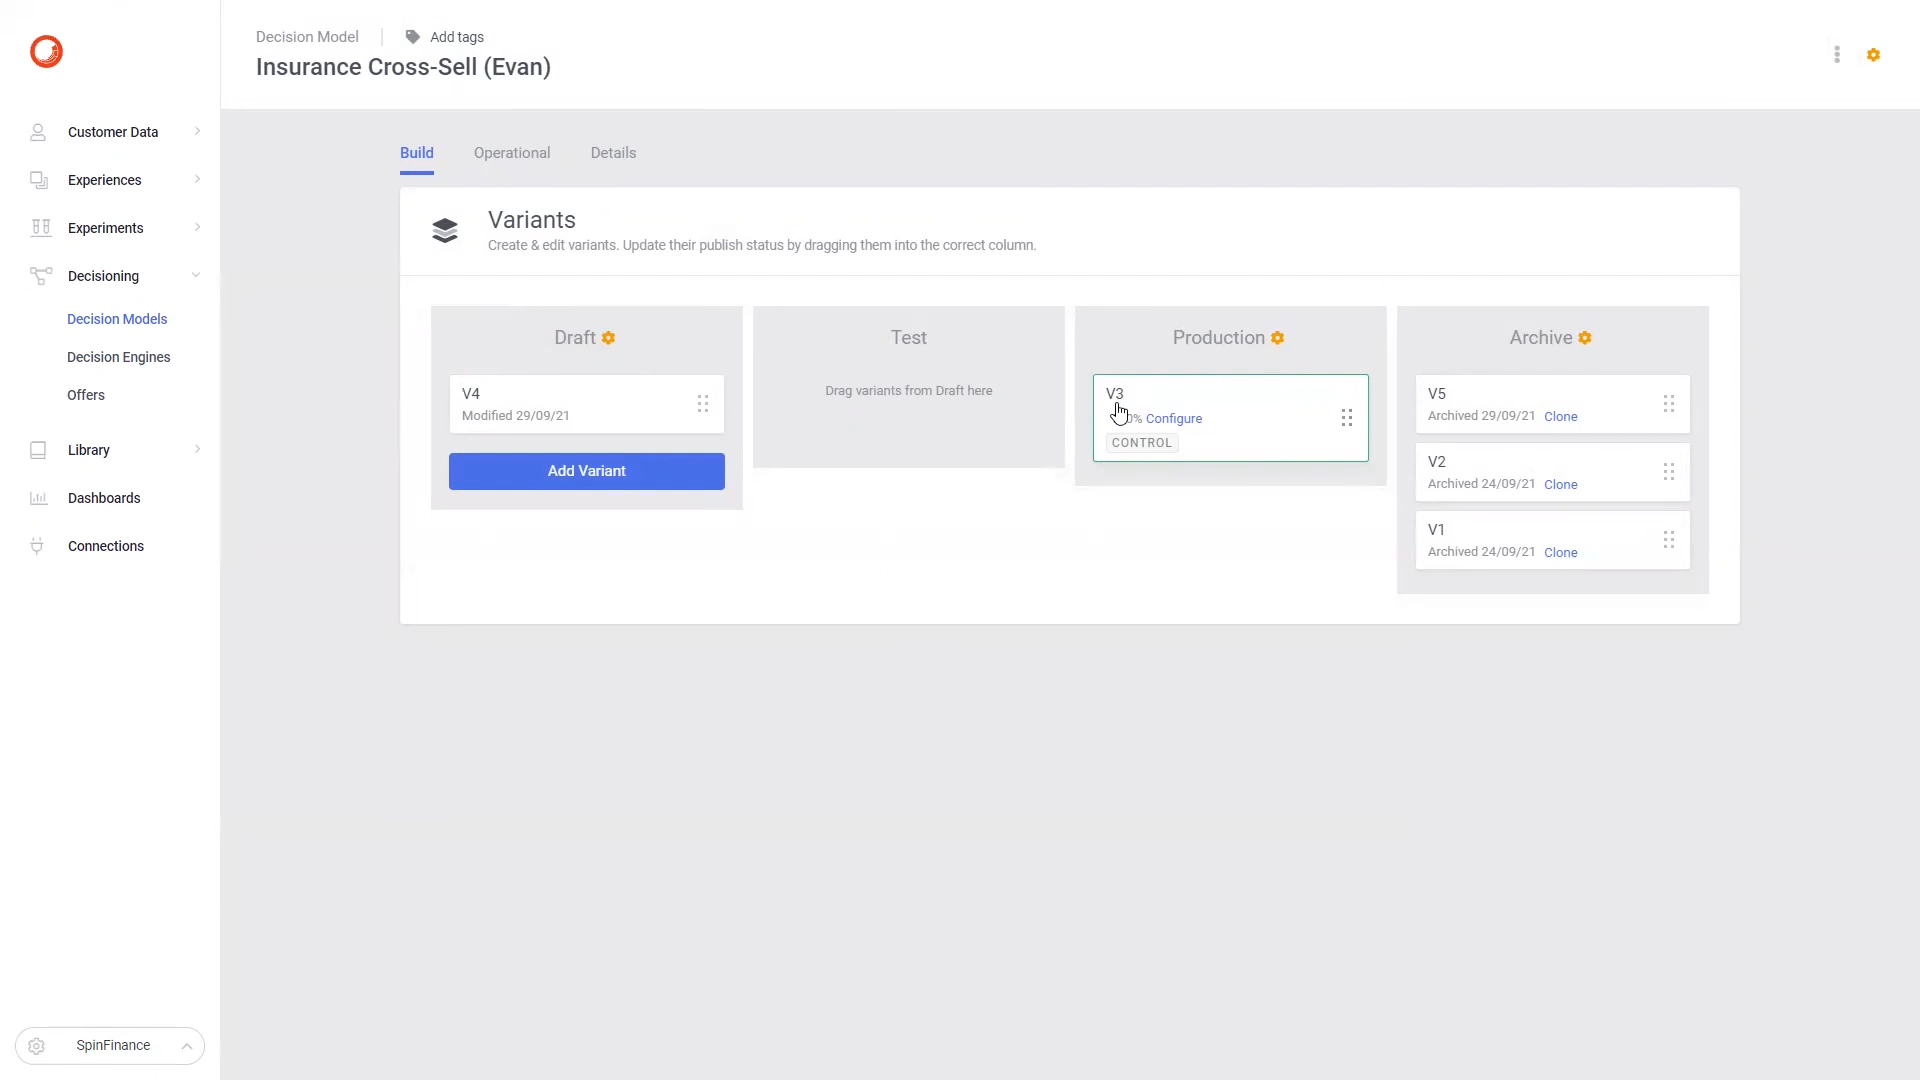 Decision Model
Add tags
Insurance Cross-Sell (Evan)
Customer Data
Experiences
Experiments
Decisioning
Decision Models
Decision Engines
Offers
Library
Dashboards
Connections
SpinFinance
Build
Operational
Details
Variants
Create & edit variants. Update their publish status by dragging them into the correct column.
Draft
V4
Modified 29/09/21
Add Variant
Test
Drag variants from Draft here
Production
V3
Configure
CONTROL
Archive
V5
Archived 29/09/21 Clone
V2
Archived 24/09/21 Clone
V1
Archived 24/09/21 Clone